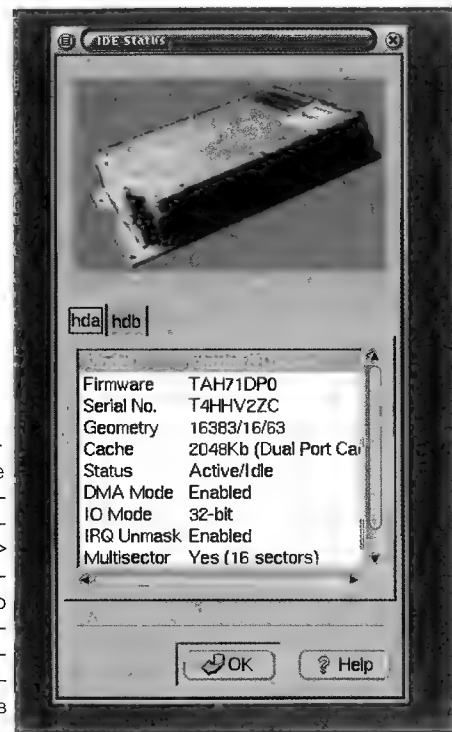 IDE Status
hda hdb
Firmware TAH71DP0
Serial No. T4HHV2ZC
Geometry 16383/16/63
Cache 2048Kb (Dual Port Ca
Status Active/Idle
DMA Mode Enabled
IO Mode 32-bit
IRQ Unmask Enabled
Multisector Yes (16 sectors)
OK Help